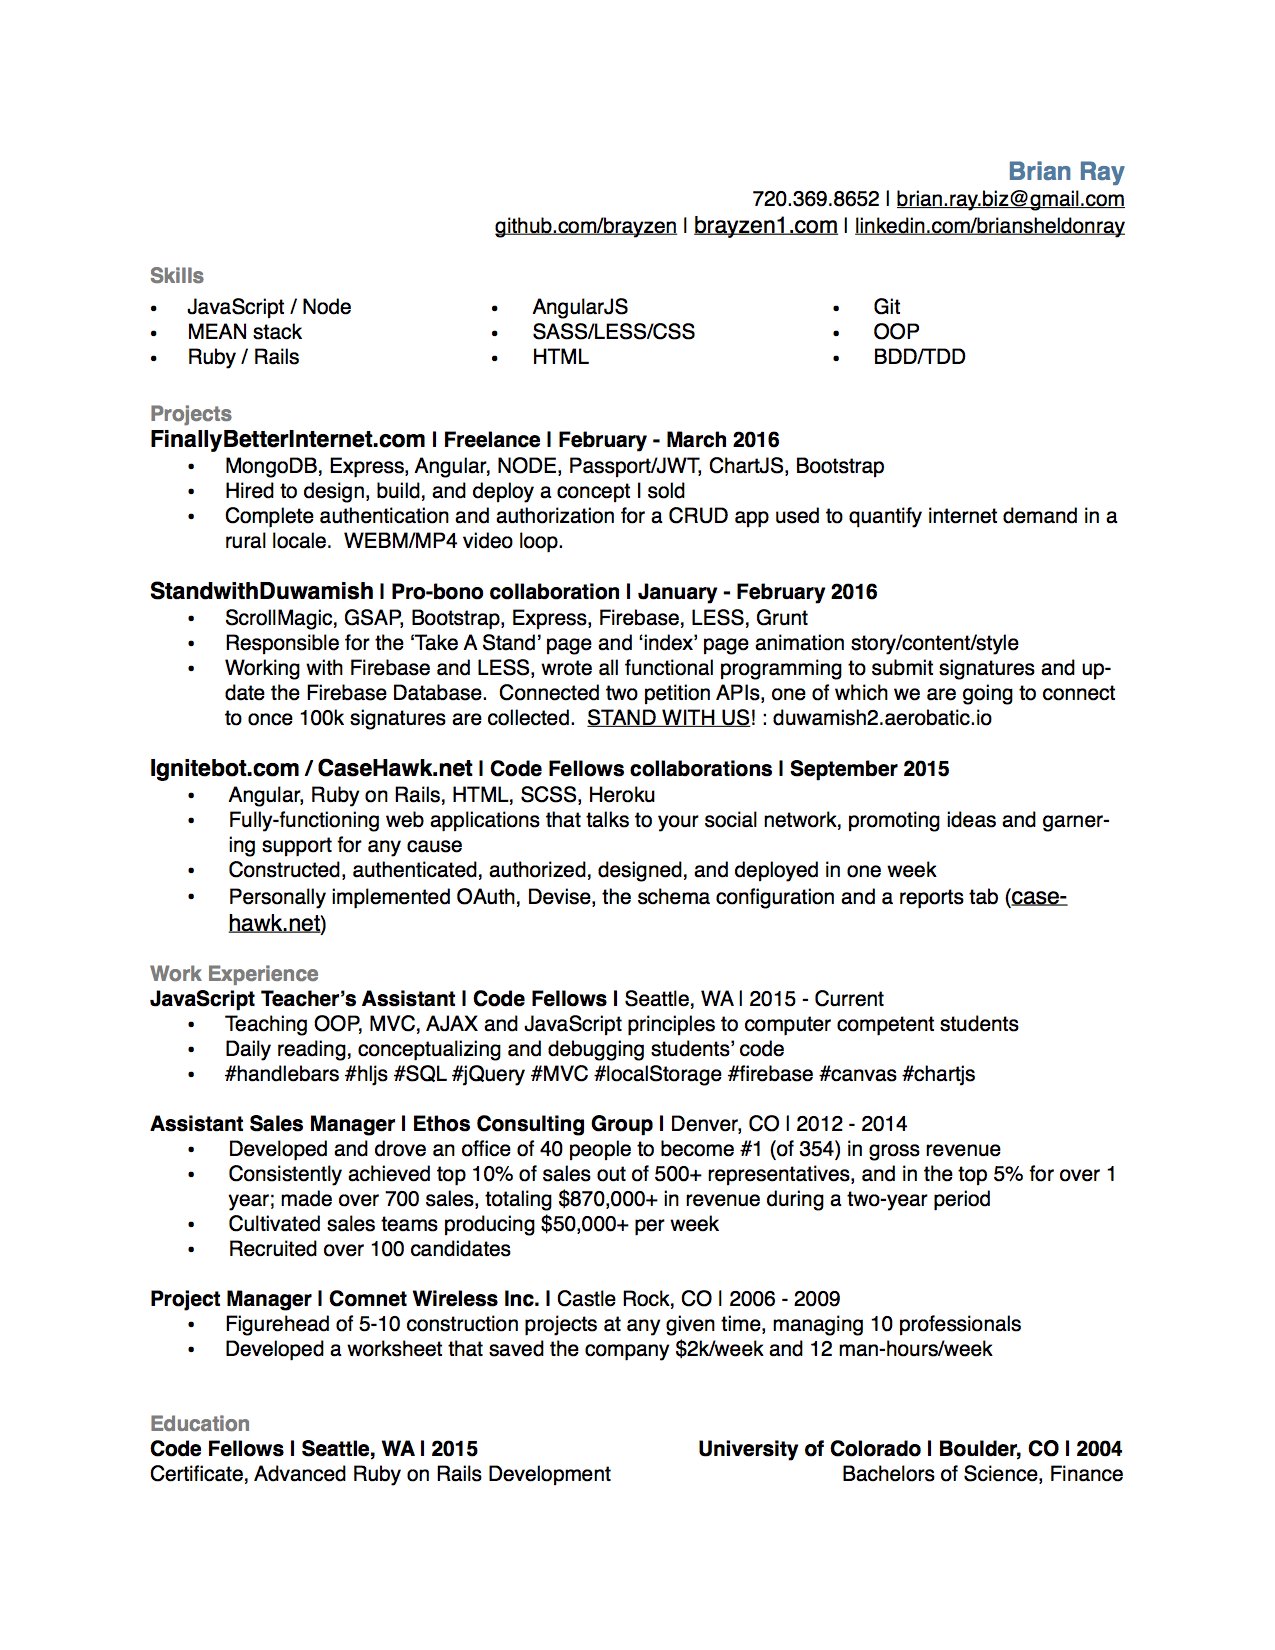 Brian Ray
720.369.8652 | brian.ray.biz@gmail.com
github.com/brayzen | brayzen1.com | linkedin.com/briansheldonray
Skills
• JavaScript / Node • AngularJS • Git
• MEAN stack • SASS/LESS/CSS • OOP
• Ruby / Rails • HTML • BDD/TDD
Projects
FinallyBetterInternet.com | Freelance | February - March 2016
• MongoDB, Express, Angular, NODE, Passport/JWT, ChartJS, Bootstrap
• Hired to design, build, and deploy a concept I sold
• Complete authentication and authorization for a CRUD app used to quantify internet demand in a
rural locale.  WEBM/MP4 video loop.
StandwithDuwamish | Pro-bono collaboration | January - February 2016
• ScrollMagic, GSAP, Bootstrap, Express, Firebase, LESS, Grunt
• Responsible for the ‘Take A Stand’ page and ‘index’ page animation story/content/style
• Working with Firebase and LESS, wrote all functional programming to submit signatures and up-
date the Firebase Database.  Connected two petition APIs, one of which we are going to connect
to once 100k signatures are collected.  STAND WITH US! : duwamish2.aerobatic.io
Ignitebot.com / CaseHawk.net | Code Fellows collaborations | September 2015
• Angular, Ruby on Rails, HTML, SCSS, Heroku
• Fully-functioning web applications that talks to your social network, promoting ideas and garner-
ing support for any cause
• Constructed, authenticated, authorized, designed, and deployed in one week
• Personally implemented OAuth, Devise, the schema configuration and a reports tab (case-
hawk.net)
Work Experience
JavaScript Teacher’s Assistant | Code Fellows | Seattle, WA | 2015 - Current
• Teaching OOP, MVC, AJAX and JavaScript principles to computer competent students
• Daily reading, conceptualizing and debugging students’ code
• #handlebars #hljs #SQL #jQuery #MVC #localStorage #firebase #canvas #chartjs
Assistant Sales Manager | Ethos Consulting Group | Denver, CO | 2012 - 2014
• Developed and drove an office of 40 people to become #1 (of 354) in gross revenue
• Consistently achieved top 10% of sales out of 500+ representatives, and in the top 5% for over 1
year; made over 700 sales, totaling $870,000+ in revenue during a two-year period
• Cultivated sales teams producing $50,000+ per week
• Recruited over 100 candidates
Project Manager | Comnet Wireless Inc. | Castle Rock, CO | 2006 - 2009
• Figurehead of 5-10 construction projects at any given time, managing 10 professionals
• Developed a worksheet that saved the company $2k/week and 12 man-hours/week
Education
Code Fellows | Seattle, WA | 2015 University of Colorado | Boulder, CO | 2004
Certificate, Advanced Ruby on Rails Development Bachelors of Science, Finance